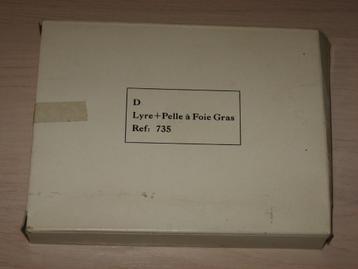 D
Lyre+Pelle à Foie Gras
Ref: 735